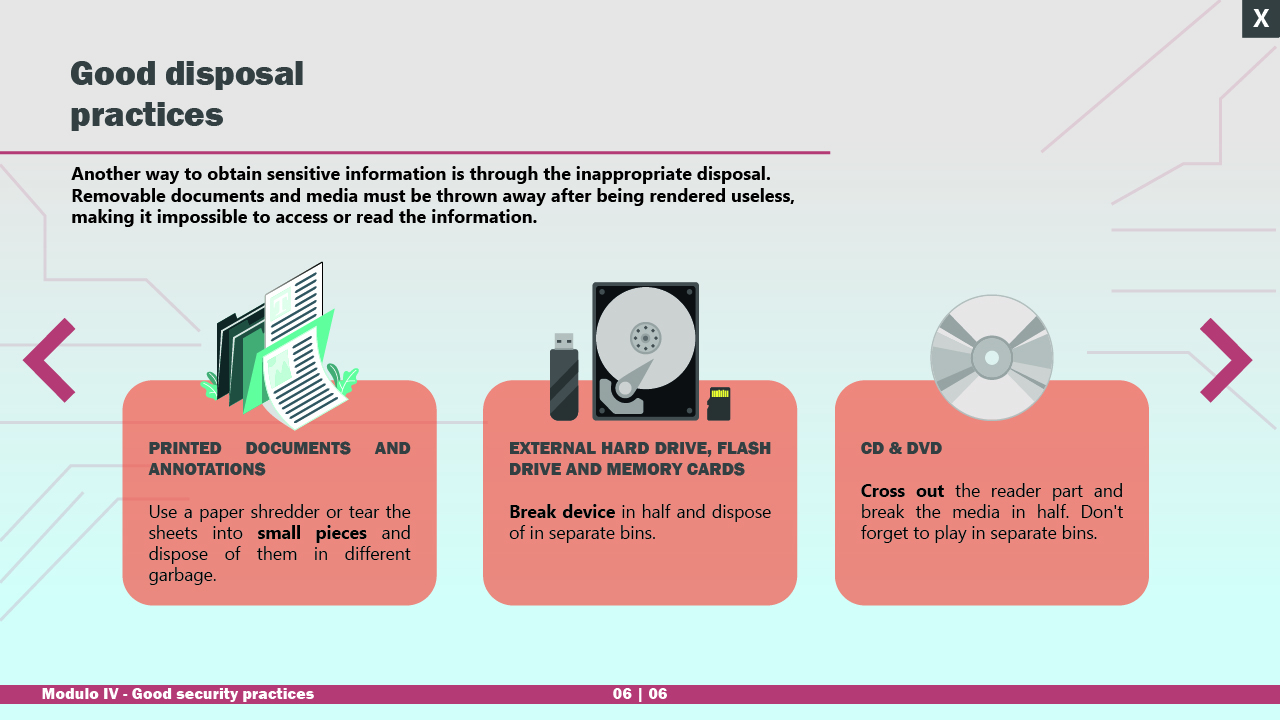 X
Good disposal
practices
Another way to obtain sensitive information is through the inappropriate disposal.
Removable documents and media must be thrown away after being rendered useless,
making it impossible to access or read the information.
PRINTED DOCUMENTS AND
ANNOTATIONS
Use a paper shredder or tear the
sheets into small pieces and
dispose of them in different
garbage.
EXTERNAL HARD DRIVE, FLASH
DRIVE AND MEMORY CARDS
Break device in half and dispose
of in separate bins.
CD & DVD
Cross out the reader part and
break the media in half. Don't
forget to play in separate bins.
Modulo IV - Good security practices
06 | 06